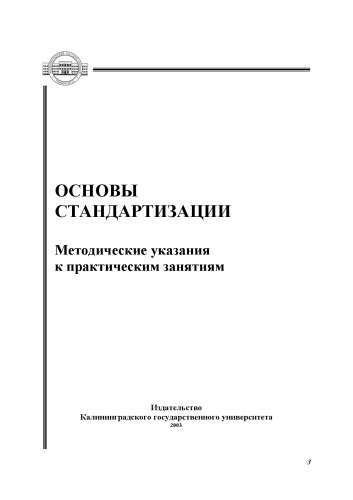 ОСНОВЫ
СТАНДАРТИЗАЦИИ
Методические указания
к практическим занятиям
Издательство
Калининградского государственного университета
2003
3